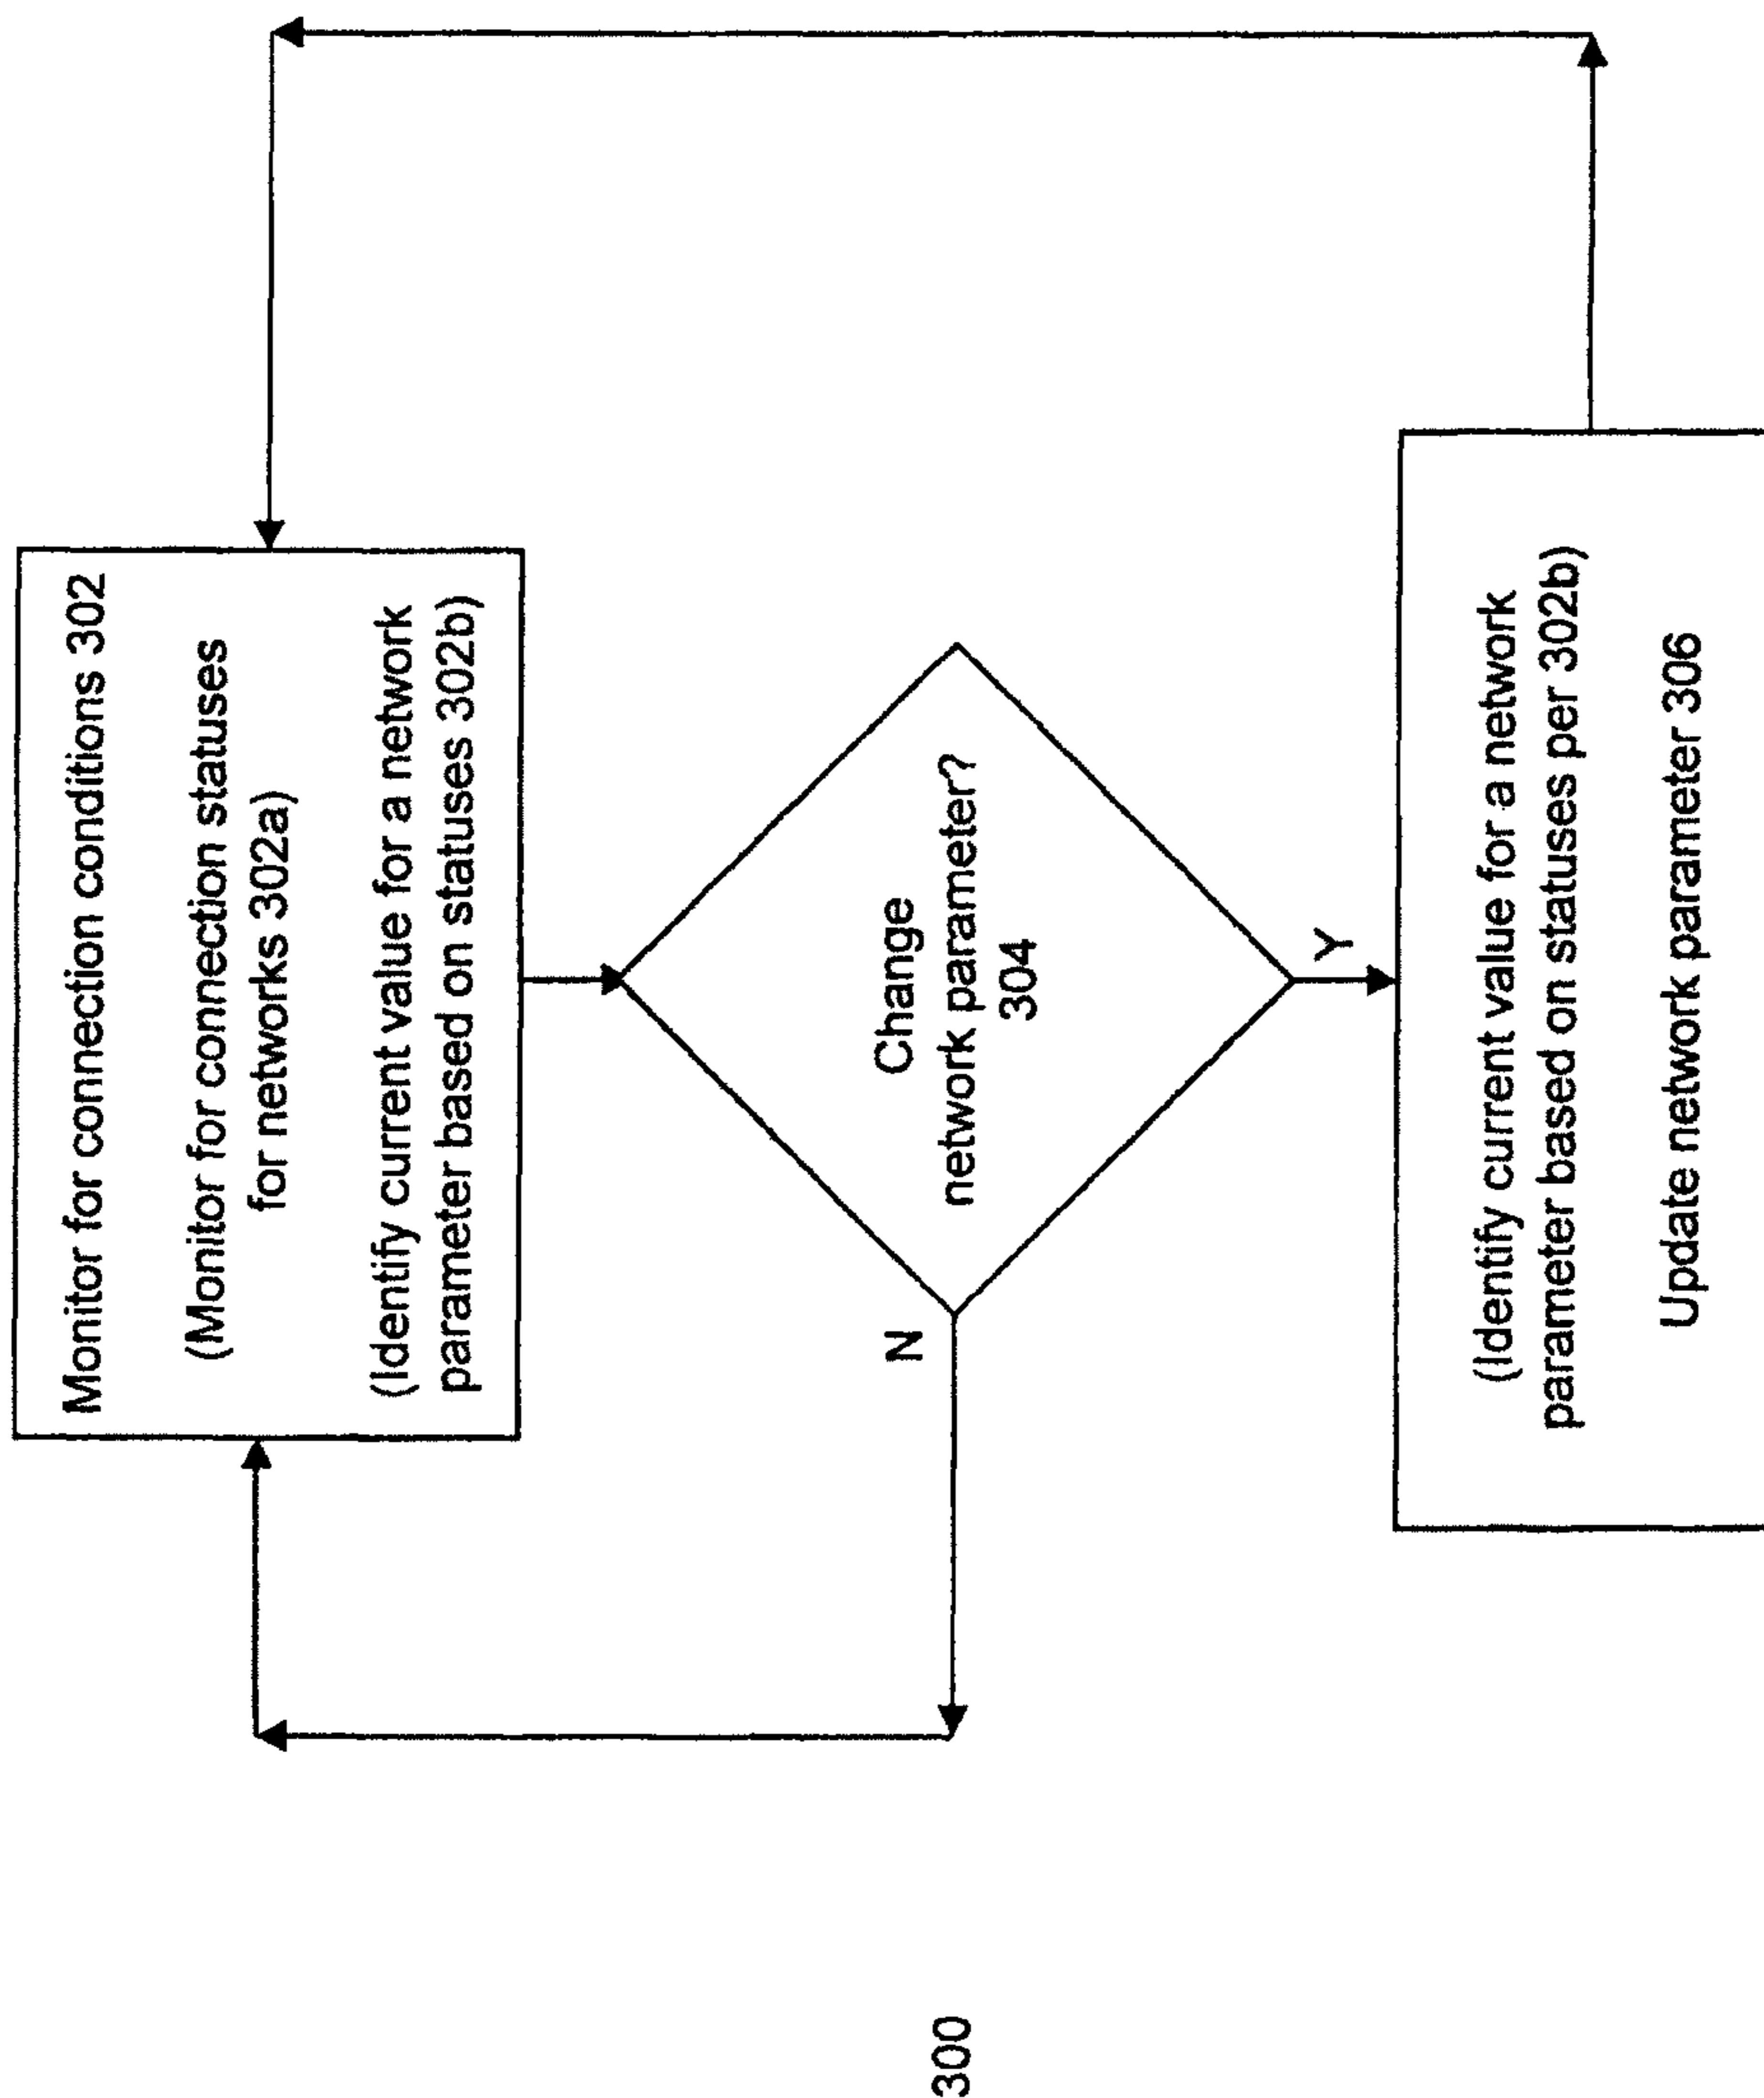 Monitor for connection conditions 302
(Monitor for connection statuses
for networks 302a)
(Identify current value for a network
parameter based on statuses 302b)
Change
network parameter?
304
N
Y
(Identify current value for a network
parameter based on statuses per 302b)
Update network parameter 306
300